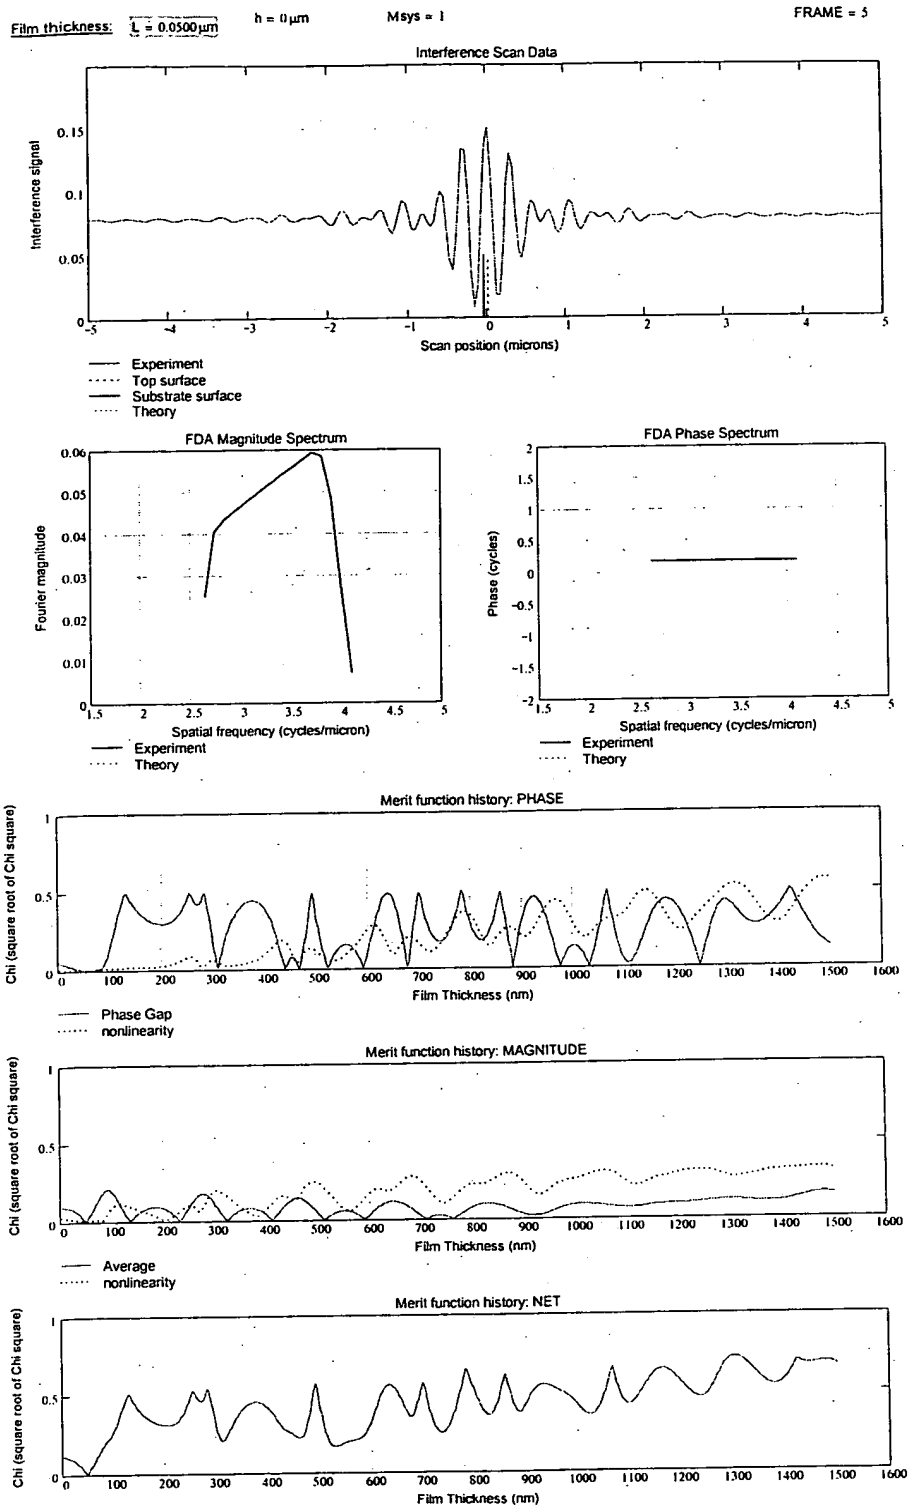 Film thickness: L = 0.0500µm h = 0µm Msys = 1 FRAME = 5
Interference Scan Data
Interference signal
0.15
0.1
0.05
0
-5 -4 -3 -2 -1 0 1 2 3 4 5
Scan position (microns)
Experiment
Top surface
Substrate surface
Theory
FDA Magnitude Spectrum
Fourier magnitude
0.06
0.05
0.04
0.03
0.02
0.01
0
1.5 2 2.5 3 3.5 4 4.5 5
Spatial frequency (cycles/micron)
Experiment
Theory
FDA Phase Spectrum
Phase (cycles)
2
1.5
1
0.5
0
-0.5
-1
-1.5
-2
1.5 2 2.5 3 3.5 4 4.5 5
Spatial frequency (cycles/micron)
Experiment
Theory
Merit function history: PHASE
Chi (square root of Chi square)
1
0.5
0
0 100 200 300 400 500 600 700 800 900 1000 1100 1200 1300 1400 1500 1600
Film Thickness (nm)
Phase Gap
nonlinearity
Merit function history: MAGNITUDE
Chi (square root of Chi square)
1
0.5
0
0 100 200 300 400 500 600 700 800 900 1000 1100 1200 1300 1400 1500 1600
Film Thickness (nm)
Average
nonlinearity
Merit function history: NET
Chi (square root of Chi square)
1
0.5
0
0 100 200 300 400 500 600 700 800 900 1000 1100 1200 1300 1400 1500 1600
Film Thickness (nm)